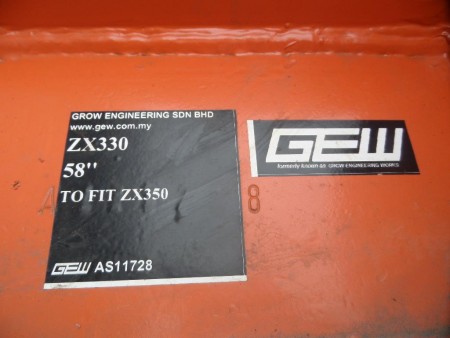 GROW ENGINEERING SDN BHD
www.gew.com.my
ZX330
58''
TO FIT ZX350
GEW AS11728
GEW
Formerly Known as GROW ENGINEERING WORKS
A
8